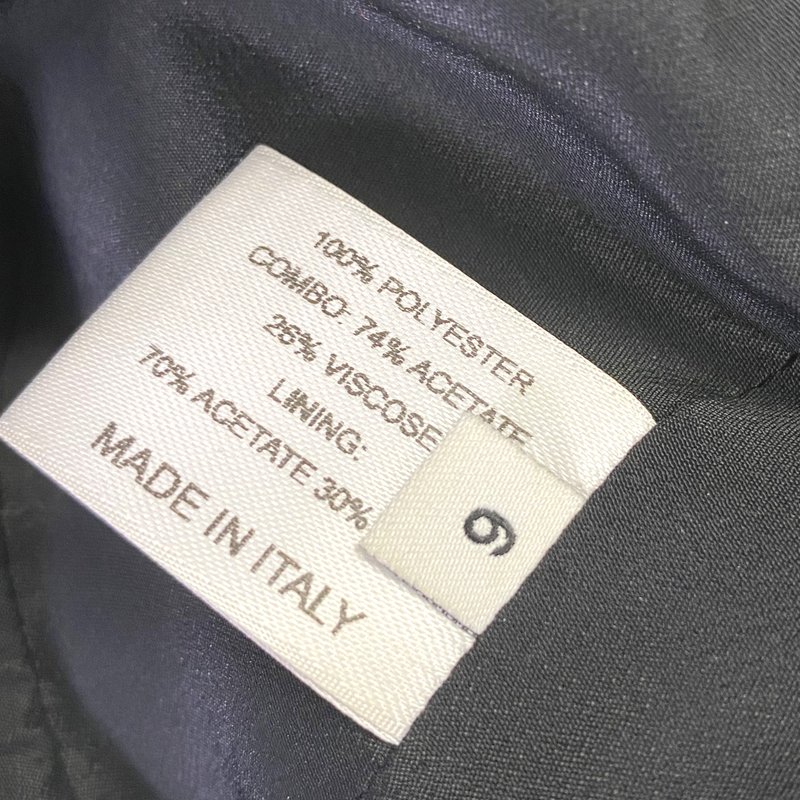 100% POLYESTER
COMBO: 74% ACETATE
26% VISCOSE
LINING:
70% ACETATE 30%
MADE IN ITALY
6